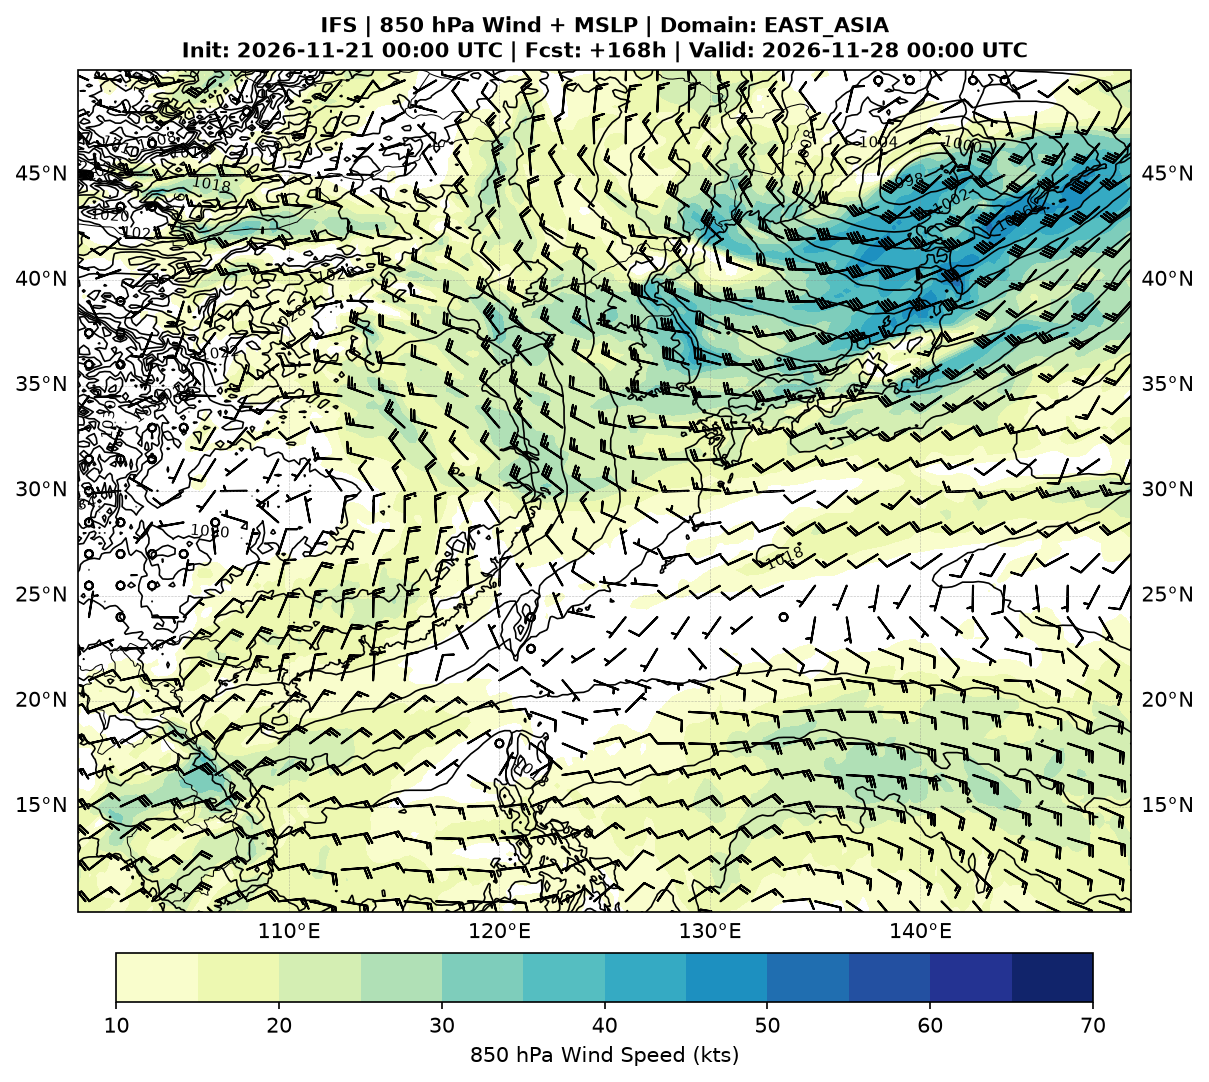 IFS | 850 hPa Wind + MSLP | Domain: EAST_ASIA
Init: 2026-11-21 00:00 UTC | Fcst: +168h | Valid: 2026-11-28 00:00 UTC
1004
1000
998
1002
1018
1018
45°N 45°N
40°N 40°N
35°N 35°N
30°N 30°N
25°N 25°N
20°N 20°N
15°N 15°N
110°E 120°E 130°E 140°E
10 20 30 40 50 60 70
850 hPa Wind Speed (kts)